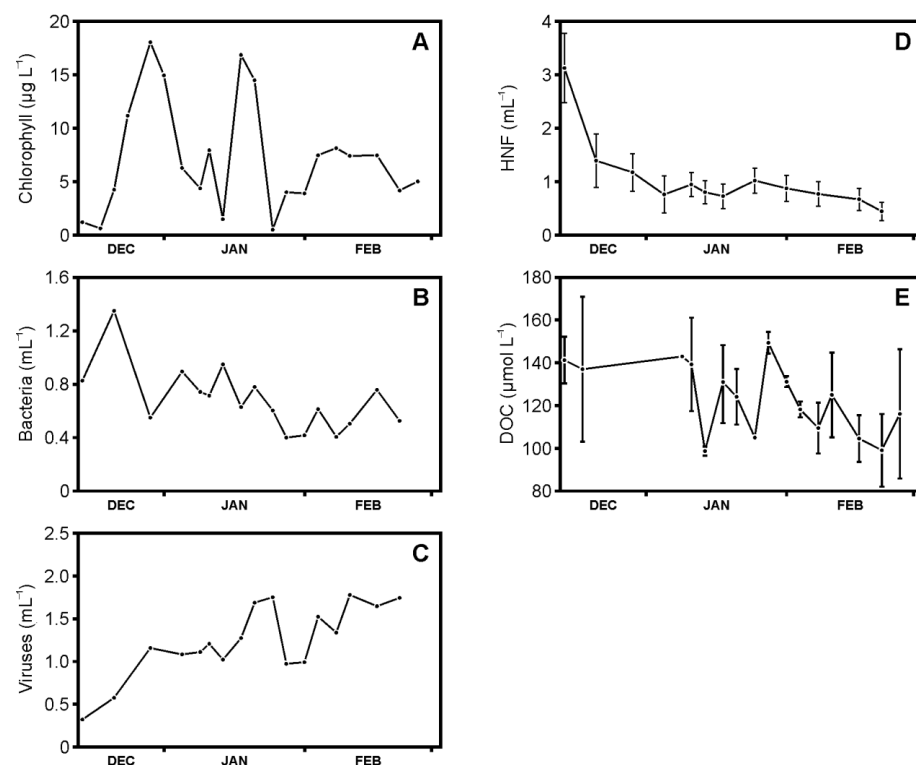 A
Chlorophyll (µg L⁻¹)
20
15
10
5
0
DEC JAN FEB
B
Bacteria (mL⁻¹)
1.6
1.2
0.8
0.4
0
DEC JAN FEB
C
Viruses (mL⁻¹)
2.5
2.0
1.5
1.0
0.5
0
DEC JAN FEB
D
HNF (mL⁻¹)
4
3
2
1
0
DEC JAN FEB
E
DOC (µmol L⁻¹)
180
160
140
120
100
80
DEC JAN FEB